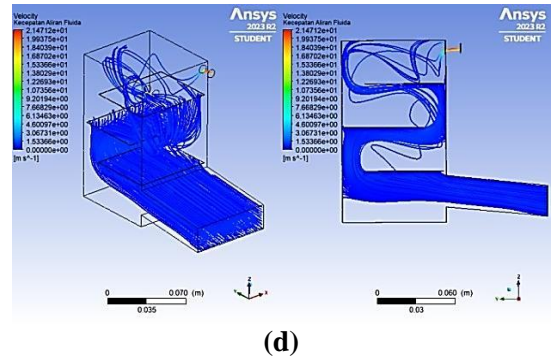 Velocity
Kecepatan Aliran Fluida
2.14712e+01
1.99375e+01
1.84039e+01
1.68702e+01
1.53366e+01
1.38029e+01
1.22693e+01
1.07356e+01
9.20194e+00
7.66829e+00
6.13463e+00
4.60097e+00
3.06731e+00
1.53366e+00
0.00000e+00
[m s^-1]
Ansys
2023 R2
STUDENT
0 0.070 (m)
0.035
Z
Y X
Velocity
Kecepatan Aliran Fluida
2.14712e+01
1.99375e+01
1.84039e+01
1.68702e+01
1.53366e+01
1.38029e+01
1.22693e+01
1.07356e+01
9.20194e+00
7.66829e+00
6.13463e+00
4.60097e+00
3.06731e+00
1.53366e+00
0.00000e+00
[m s^-1]
Ansys
2023 R2
STUDENT
0 0.060 (m)
0.03
Z
Y
(d)